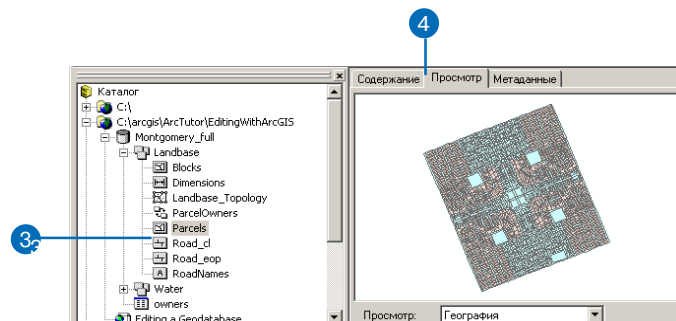 4
Содержание Просмотр Метаданные
Каталог
C:\
C:\arcgis\ArcTutor\EditingWithArcGIS
Montgomery_full
Landbase
Blocks
Dimensions
Landbase_Topology
ParcelOwners
Parcels
3
3
Road_cl
Road_eop
RoadNames
Water
owners
Editing a Geodatabase
Просмотр: География